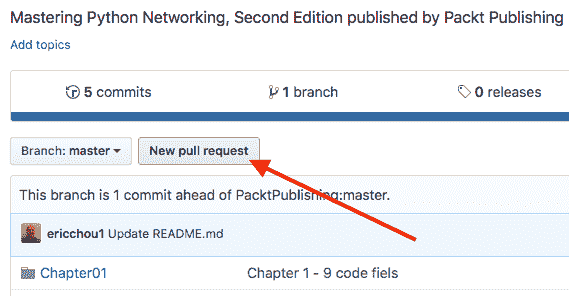 Mastering Python Networking, Second Edition published by Packt Publishing
Add topics
5 commits 1 branch 0 releases
Branch: master New pull request
This branch is 1 commit ahead of PacktPublishing:master.
ericchou1 Update README.md
Chapter01 Chapter 1 - 9 code fiels